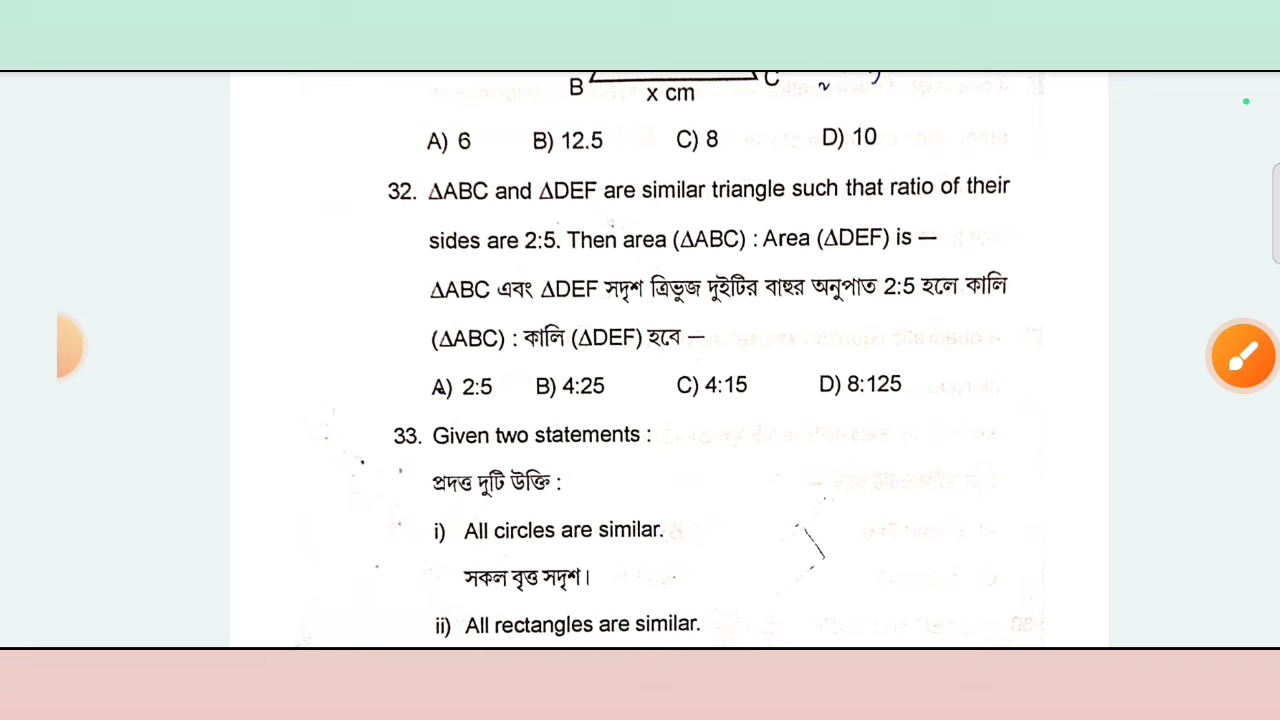 B C
x cm
A) 6 B) 12.5 C) 8 D) 10
32. ΔABC and ΔDEF are similar triangle such that ratio of their
sides are 2:5. Then area (ΔABC) : Area (ΔDEF) is —
ΔABC এবং ΔDEF সদৃশ ত্রিভুজ দুইটির বাহুর অনুপাত 2:5 হলে কালি
(ΔABC) : কালি (ΔDEF) হবে —
A) 2:5 B) 4:25 C) 4:15 D) 8:125
33. Given two statements :
প্রদত্ত দুটি উক্তি :
i) All circles are similar.
সকল বৃত্ত সদৃশ।
ii) All rectangles are similar.